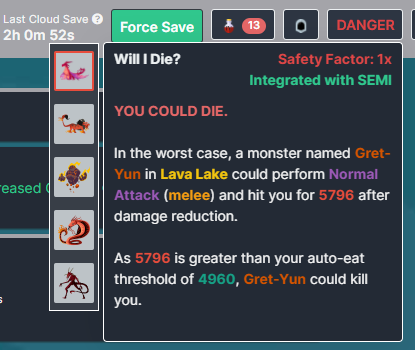 Last Cloud Save ?
2h 0m 52s
Force Save
13
DANGER
Will I Die?
Safety Factor: 1x
Integrated with SEMI
YOU COULD DIE.
In the worst case, a monster named Gret-
Yun in Lava Lake could perform Normal
Attack (melee) and hit you for 5796 after
damage reduction.
As 5796 is greater than your auto-eat
threshold of 4960, Gret-Yun could kill
you.
reased
s